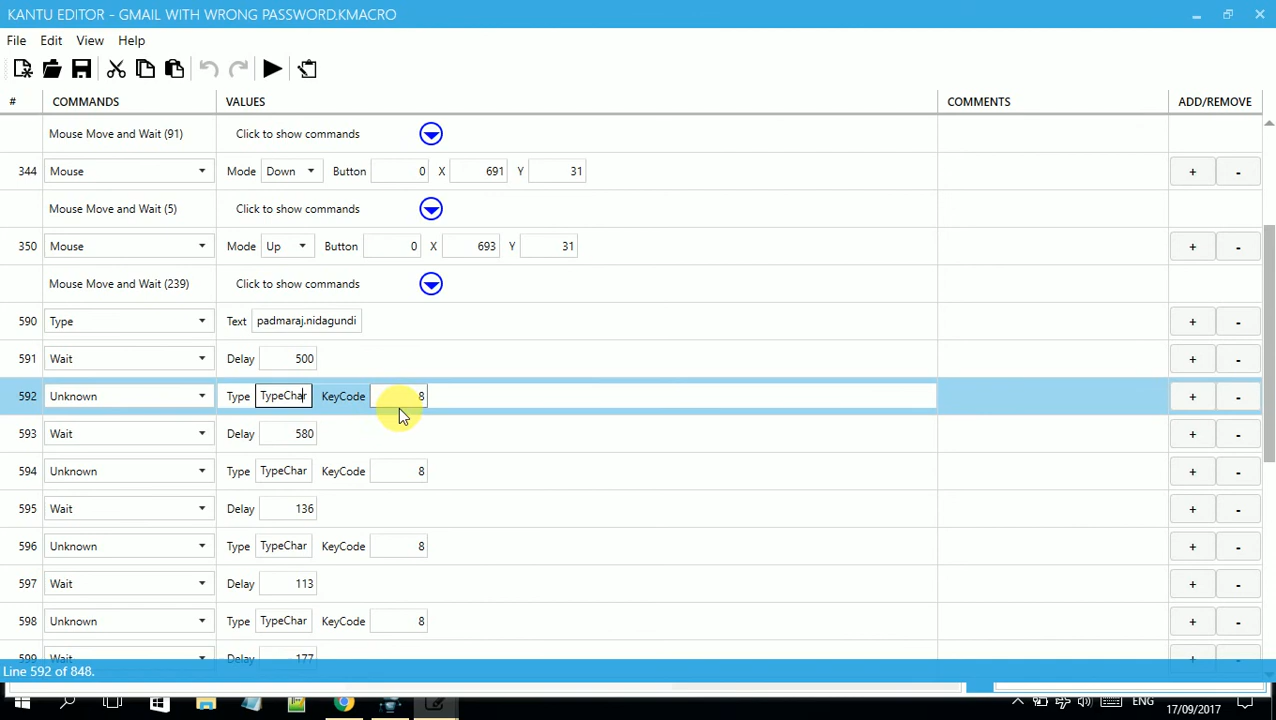 KANTU EDITOR - GMAIL WITH WRONG PASSWORD.KMACRO
File Edit View Help
# COMMANDS VALUES COMMENTS ADD/REMOVE
Mouse Move and Wait (91) Click to show commands
344 Mouse Mode Down Button 0 X 691 Y 31 + -
Mouse Move and Wait (5) Click to show commands
350 Mouse Mode Up Button 0 X 693 Y 31 + -
Mouse Move and Wait (239) Click to show commands
590 Type Text padmaraj.nidagundi + -
591 Wait Delay 500 + -
592 Unknown Type TypeChar KeyCode 8 + -
593 Wait Delay 580 + -
594 Unknown Type TypeChar KeyCode 8 + -
595 Wait Delay 136 + -
596 Unknown Type TypeChar KeyCode 8 + -
597 Wait Delay 113 + -
598 Unknown Type TypeChar KeyCode 8 + -
599 Wait Delay 177 + -
Line 592 of 848.
ENG
17/09/2017